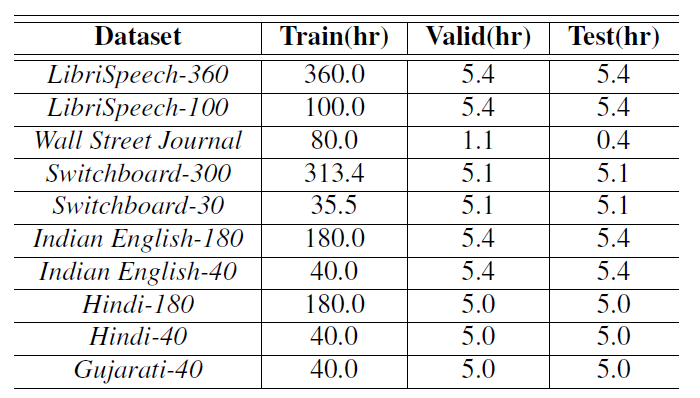 Dataset Train(hr) Valid(hr) Test(hr)
LibriSpeech-360 360.0 5.4 5.4
LibriSpeech-100 100.0 5.4 5.4
Wall Street Journal 80.0 1.1 0.4
Switchboard-300 313.4 5.1 5.1
Switchboard-30 35.5 5.1 5.1
Indian English-180 180.0 5.4 5.4
Indian English-40 40.0 5.4 5.4
Hindi-180 180.0 5.0 5.0
Hindi-40 40.0 5.0 5.0
Gujarati-40 40.0 5.0 5.0